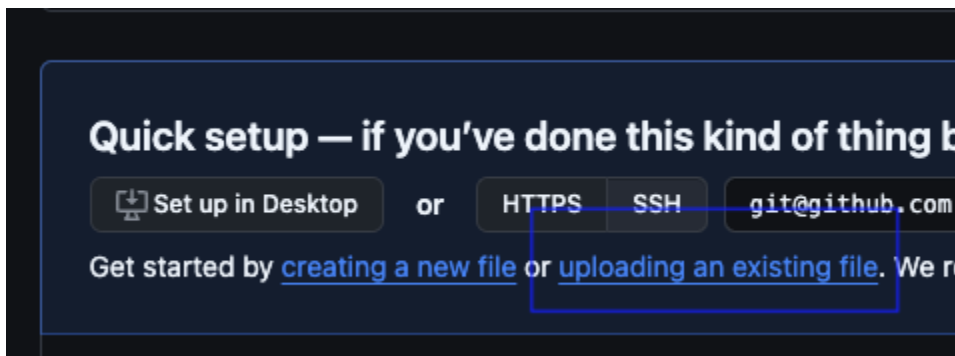 Quick setup — if you’ve done this kind of thing
Set up in Desktop or HTTPS SSH git@github.com
Get started by creating a new file or uploading an existing file. We